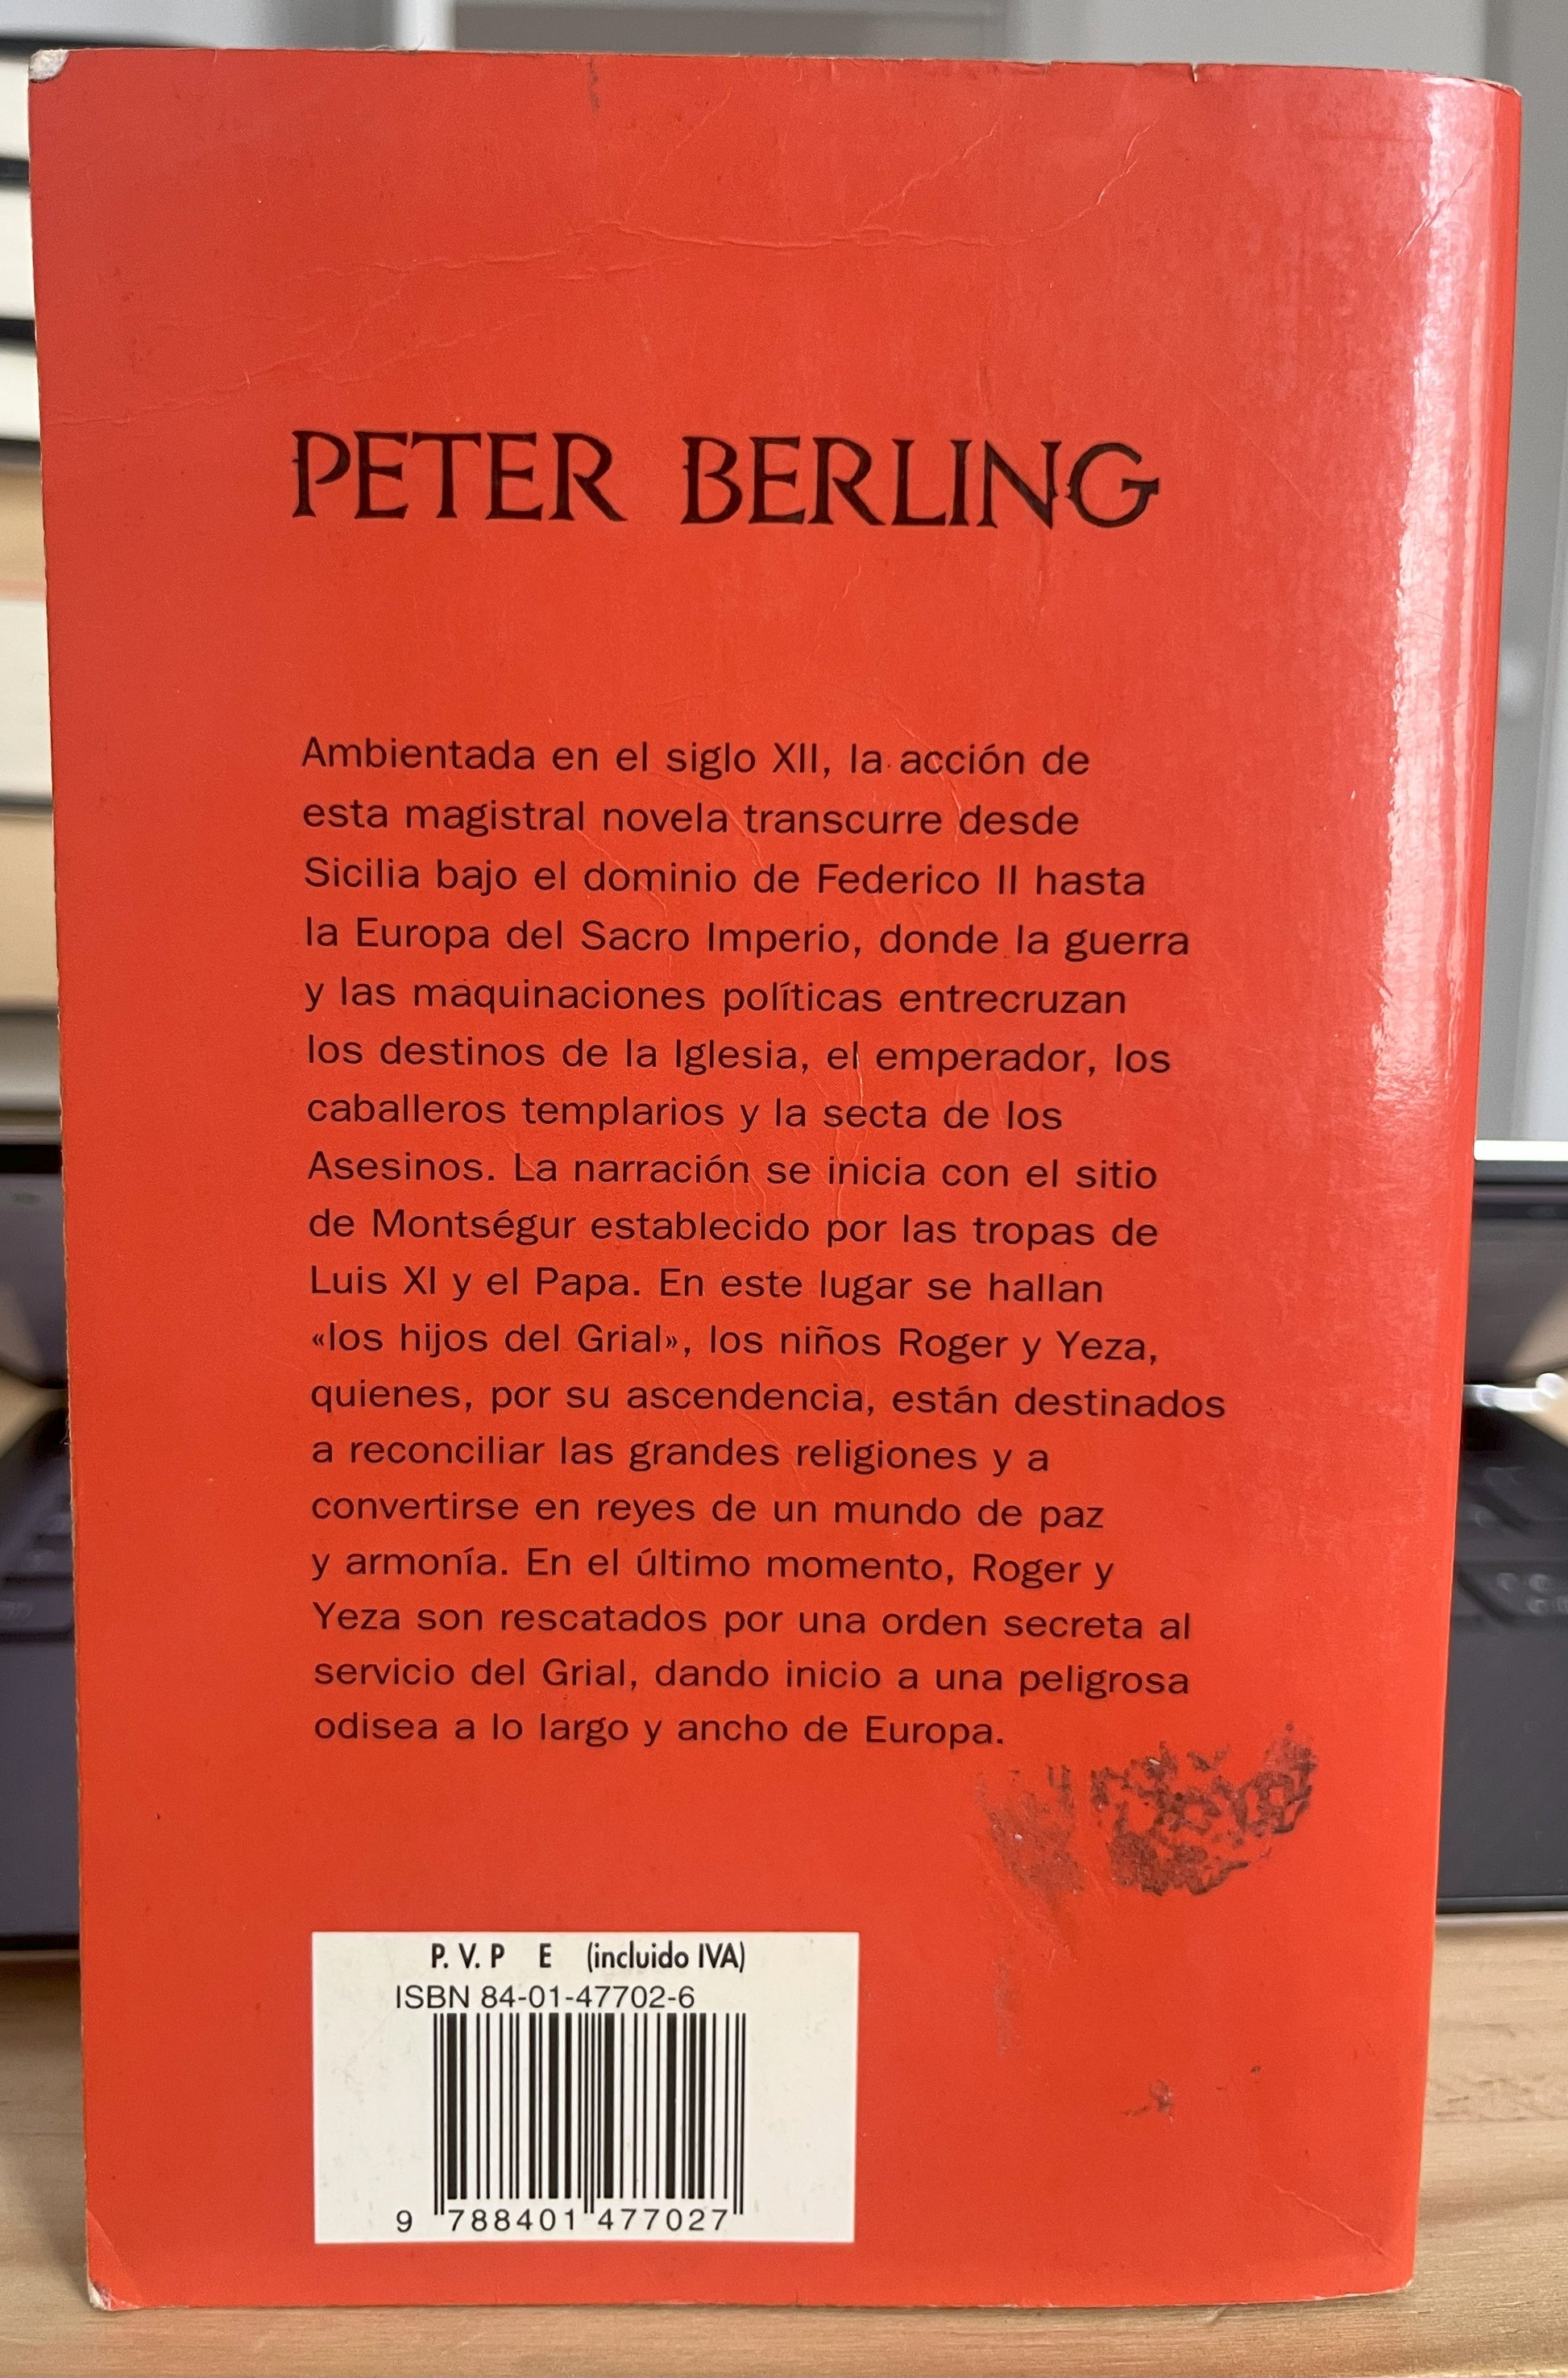 PETER BERLING
Ambientada en el siglo XII, la acción de
esta magistral novela transcurre desde
Sicilia bajo el dominio de Federico II hasta
la Europa del Sacro Imperio, donde la guerra
y las maquinaciones políticas entrecruzan
los destinos de la Iglesia, el emperador, los
caballeros templarios y la secta de los
Asesinos. La narración se inicia con el sitio
de Montségur establecido por las tropas de
Luis XI y el Papa. En este lugar se hallan
«los hijos del Grial», los niños Roger y Yeza,
quienes, por su ascendencia, están destinados
a reconciliar las grandes religiones y a
convertirse en reyes de un mundo de paz
y armonía. En el último momento, Roger y
Yeza son rescatados por una orden secreta al
servicio del Grial, dando inicio a una peligrosa
odisea a lo largo y ancho de Europa.
P. V. P E (incluido IVA)
ISBN 84-01-47702-6
9 788401 477027